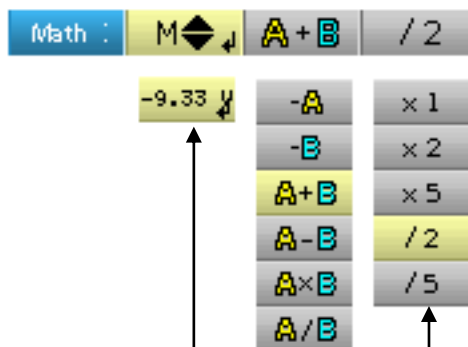 Math : M A+B /2
-9.33 V -A ×1
-B ×2
A+B ×5
A-B /2
A×B /5
A/B